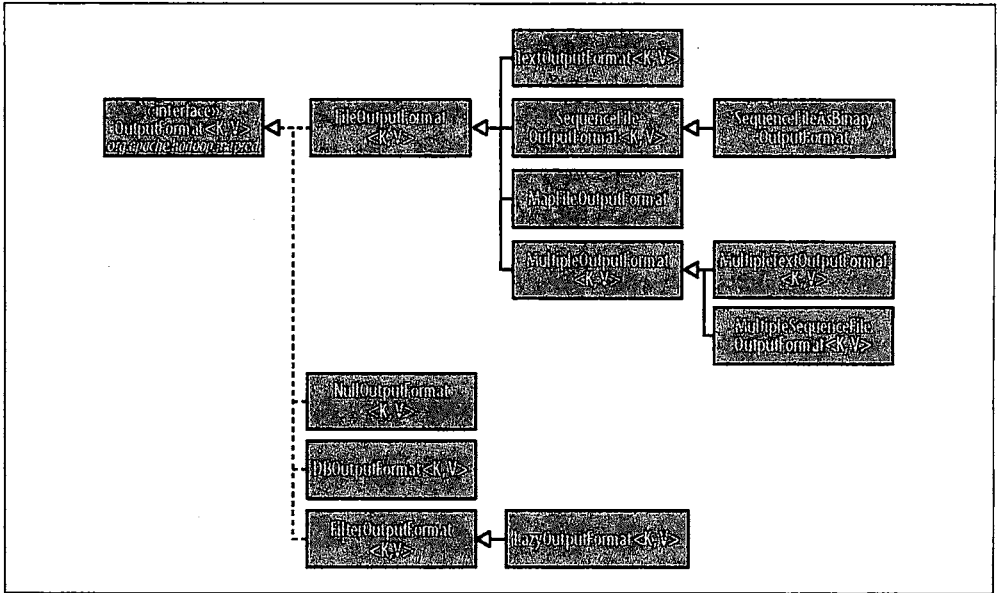 «interface»
OutputFormat<K,V>
org.apache.hadoop.mapred
FileOutputFormat
<K,V>
TextOutputFormat<K,V>
SequenceFile
OutputFormat<K,V>
SequenceFileAsBinary
OutputFormat
MapFileOutputFormat
MultipleOutputFormat
<K,V>
MultipleTextOutputFormat
<K,V>
MultipleSequenceFile
OutputFormat<K,V>
NullOutputFormat
<K,V>
DBOutputFormat<K,V>
FilterOutputFormat
<K,V>
LazyOutputFormat<K,V>